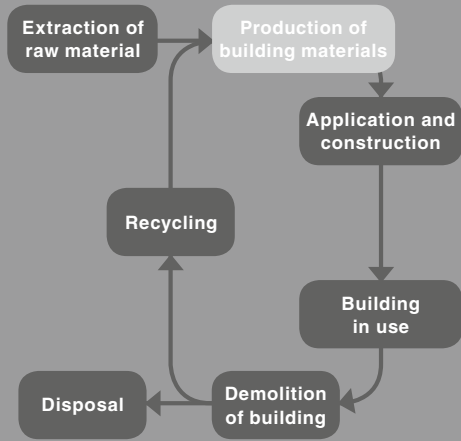 Extraction of
raw material
Production of
building materials
Application and
construction
Recycling
Building
in use
Disposal
Demolition
of building